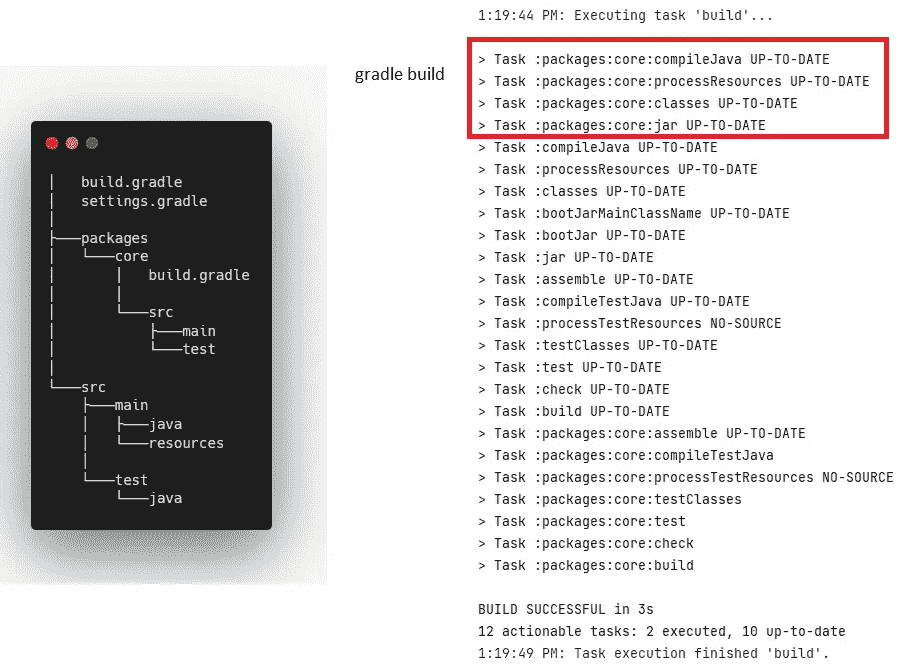 gradle build
│   build.gradle
│   settings.gradle
│
├───packages
│   └───core
│       │   build.gradle
│       │
│       └───src
│           ├───main
│           └───test
│
└───src
    ├───main
    │   ├───java
    │   └───resources
    │
    └───test
        └───java
1:19:44 PM: Executing task 'build'...
> Task :packages:core:compileJava UP-TO-DATE
> Task :packages:core:processResources UP-TO-DATE
> Task :packages:core:classes UP-TO-DATE
> Task :packages:core:jar UP-TO-DATE
> Task :compileJava UP-TO-DATE
> Task :processResources UP-TO-DATE
> Task :classes UP-TO-DATE
> Task :bootJarMainClassName UP-TO-DATE
> Task :bootJar UP-TO-DATE
> Task :jar UP-TO-DATE
> Task :assemble UP-TO-DATE
> Task :compileTestJava UP-TO-DATE
> Task :processTestResources NO-SOURCE
> Task :testClasses UP-TO-DATE
> Task :test UP-TO-DATE
> Task :check UP-TO-DATE
> Task :build UP-TO-DATE
> Task :packages:core:assemble UP-TO-DATE
> Task :packages:core:compileTestJava
> Task :packages:core:processTestResources NO-SOURCE
> Task :packages:core:testClasses
> Task :packages:core:test
> Task :packages:core:check
> Task :packages:core:build
BUILD SUCCESSFUL in 3s
12 actionable tasks: 2 executed, 10 up-to-date
1:19:49 PM: Task execution finished 'build'.